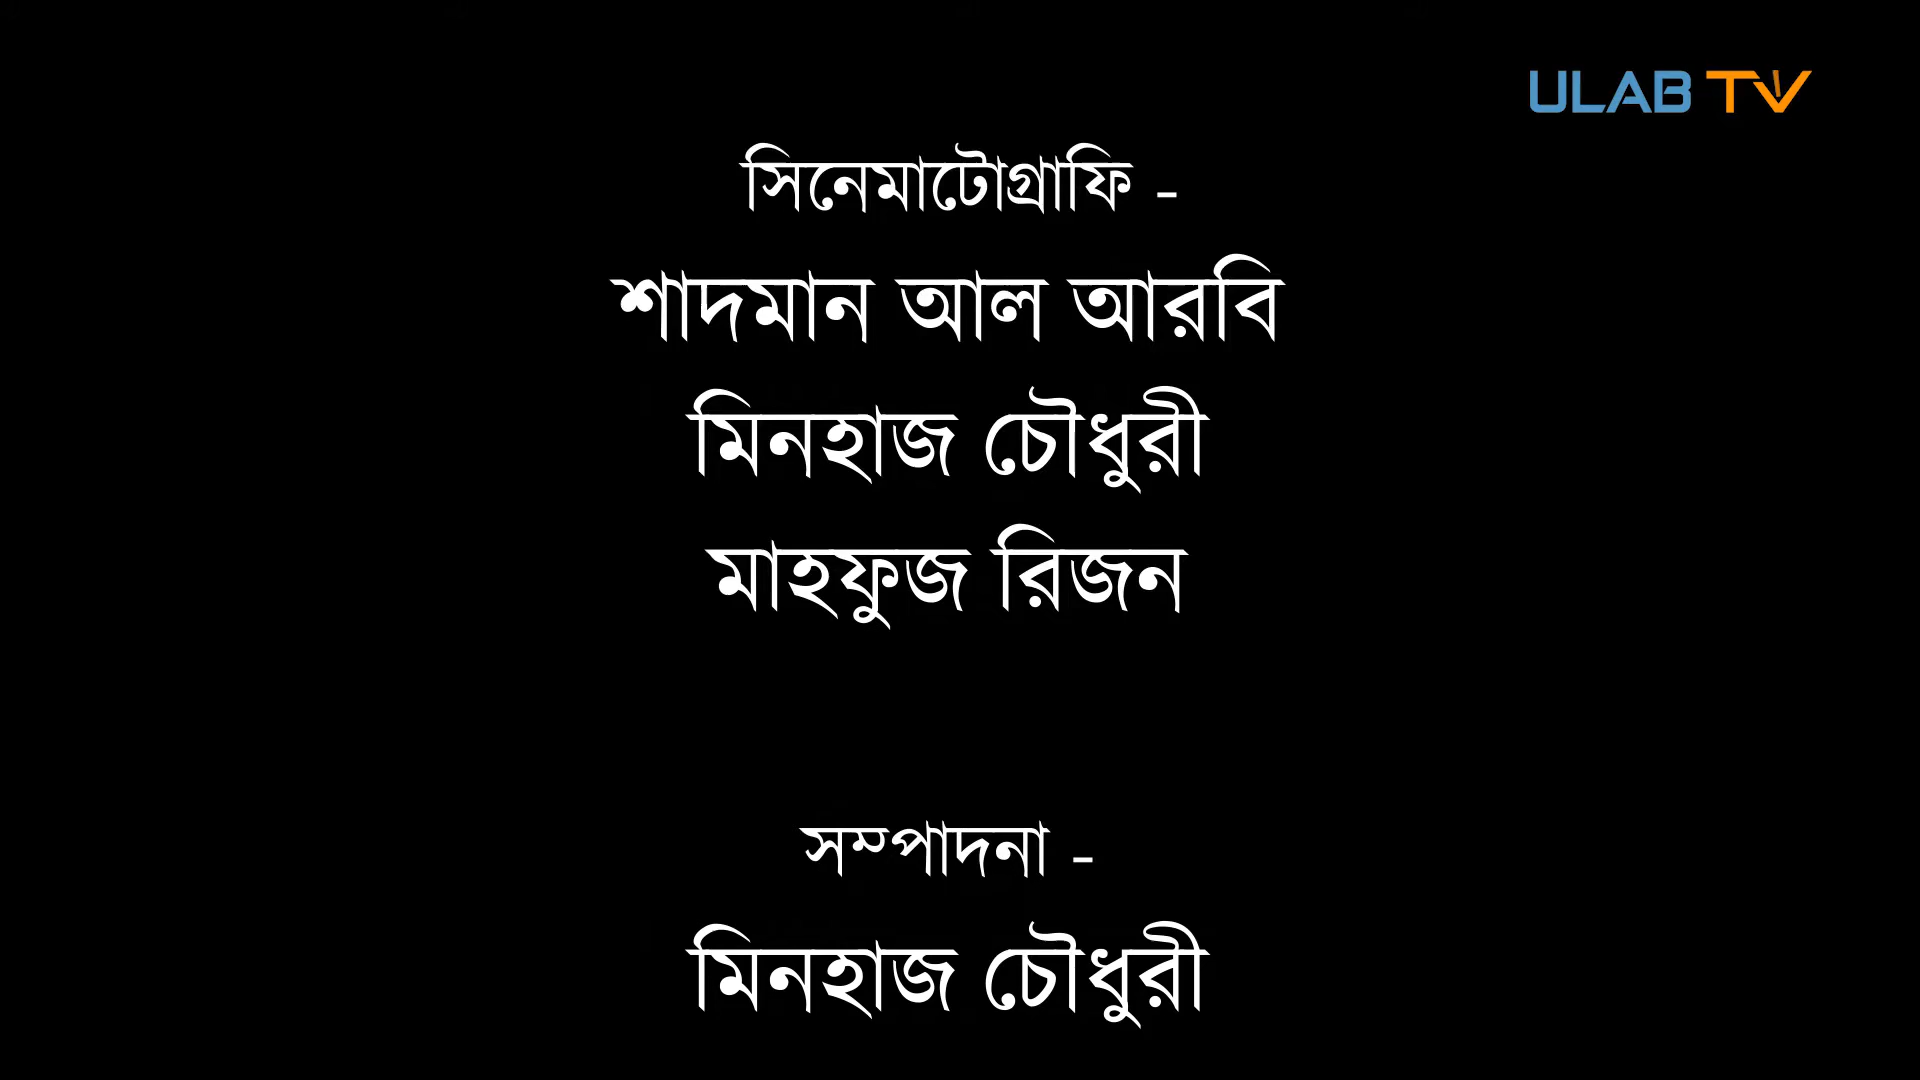 ULAB TV
সিনেমাটোগ্রাফি -
শাদমান আল আরবি
মিনহাজ চৌধুরী
মাহফুজ রিজন
সম্পাদনা -
মিনহাজ চৌধুরী